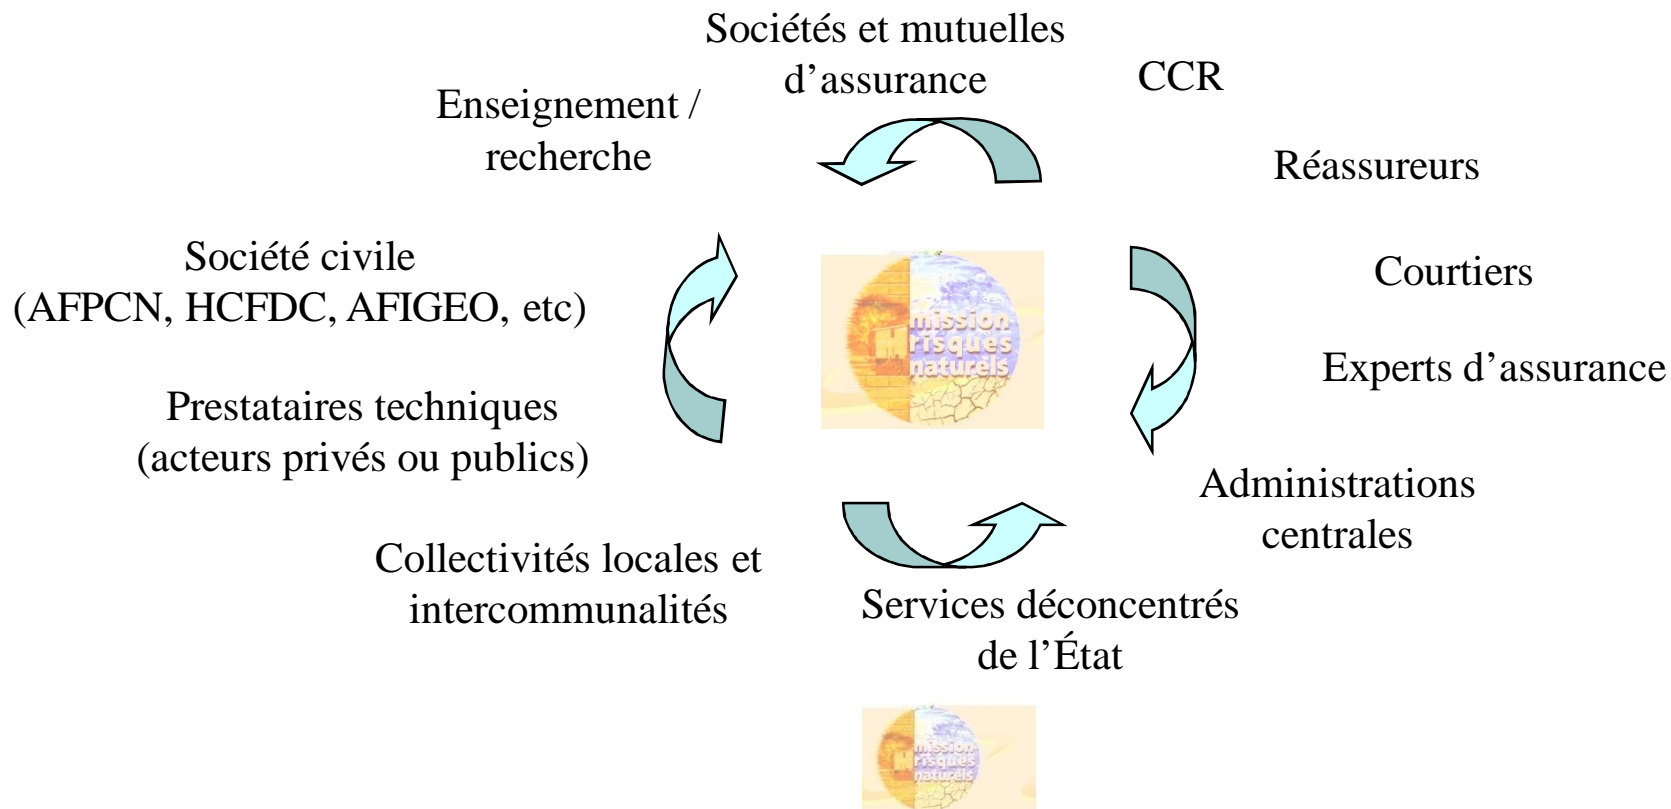 Sociétés et mutuelles
d’assurance
CCR
Enseignement /
recherche
Réassureurs
Société civile
(AFPCN, HCFDC, AFIGEO, etc)
Courtiers
mission
risques
naturels
Experts d’assurance
Prestataires techniques
(acteurs privés ou publics)
Administrations
centrales
Collectivités locales et
intercommunalités
Services déconcentrés
de l’État
mission
risques
naturels